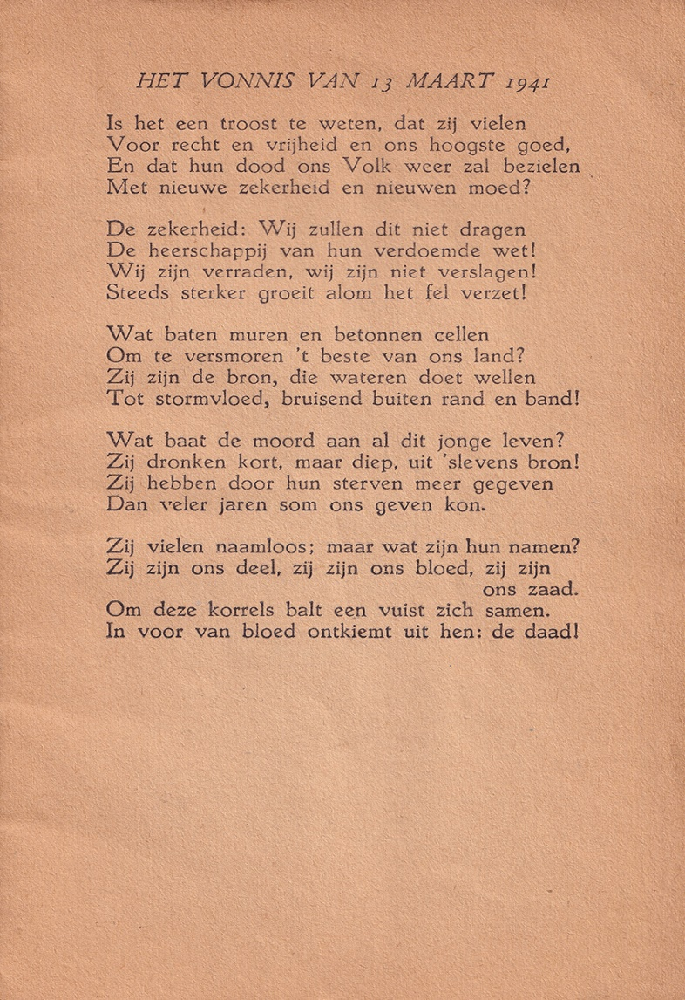 HET VONNIS VAN 13 MAART 1941
Is het een troost te weten, dat zij vielen
Voor recht en vrijheid en ons hoogste goed,
En dat hun dood ons Volk weer zal bezielen
Met nieuwe zekerheid en nieuwen moed?
De zekerheid: Wij zullen dit niet dragen
De heerschappij van hun verdoemde wet!
Wij zijn verraden, wij zijn niet verslagen!
Steeds sterker groeit alom het fel verzet!
Wat baten muren en betonnen cellen
Om te versmoren 't beste van ons land?
Zij zijn de bron, die wateren doet wellen
Tot stormvloed, bruisend buiten rand en band!
Wat baat de moord aan al dit jonge leven?
Zij dronken kort, maar diep, uit 'slevens bron!
Zij hebben door hun sterven meer gegeven
Dan veler jaren som ons geven kon.
Zij vielen naamloos; maar wat zijn hun namen?
Zij zijn ons deel, zij zijn ons bloed, zij zijn
ons zaad.
Om deze korrels balt een vuist zich samen.
In voor van bloed ontkiemt uit hen: de daad!